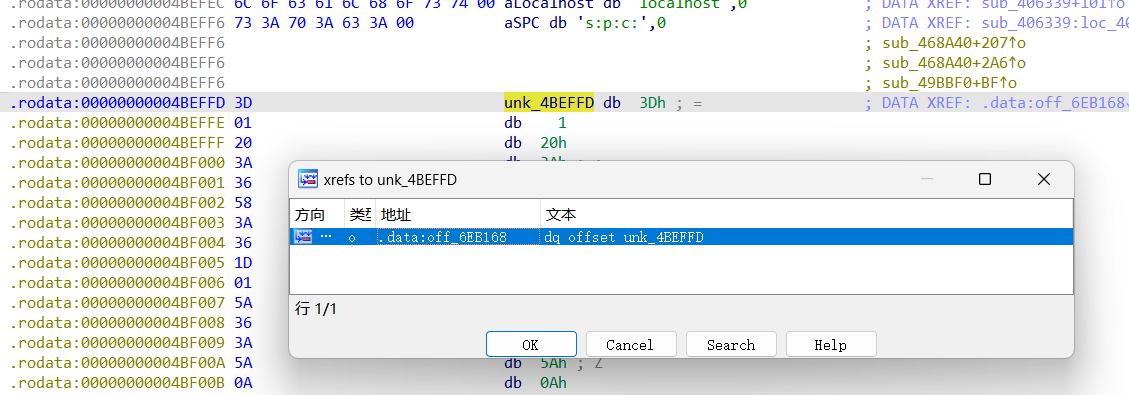 .rodata:00000000004BEFEC 6C 6F 63 61 6C 68 6F 73 74 00 aLocalhost db 'localhost',0 ; DATA XREF: sub_406339+101↑o
.rodata:00000000004BEFF6 73 3A 70 3A 63 3A 00 aSPC db 's:p:c:',0 ; DATA XREF: sub_406339:loc_40
.rodata:00000000004BEFF6 ; sub_468A40+207↑o
.rodata:00000000004BEFF6 ; sub_468A40+2A6↑o
.rodata:00000000004BEFF6 ; sub_49BBF0+BF↑o
.rodata:00000000004BEFFD 3D unk_4BEFFD db 3Dh ; = ; DATA XREF: .data:off_6EB168↓
.rodata:00000000004BEFFE 01 db 1
.rodata:00000000004BEFFF 20 db 20h
.rodata:00000000004BF000 3A db 3Ah ; :
.rodata:00000000004BF001 36
.rodata:00000000004BF002 58
.rodata:00000000004BF003 3A
.rodata:00000000004BF004 36
.rodata:00000000004BF005 1D
.rodata:00000000004BF006 01
.rodata:00000000004BF007 5A
.rodata:00000000004BF008 36
.rodata:00000000004BF009 3A
.rodata:00000000004BF00A 5A db 5Ah ; Z
.rodata:00000000004BF00B 0A db 0Ah
xrefs to unk_4BEFFD
方向 类型 地址 文本
... o .data:off_6EB168 dq offset unk_4BEFFD
行 1/1
OK Cancel Search Help